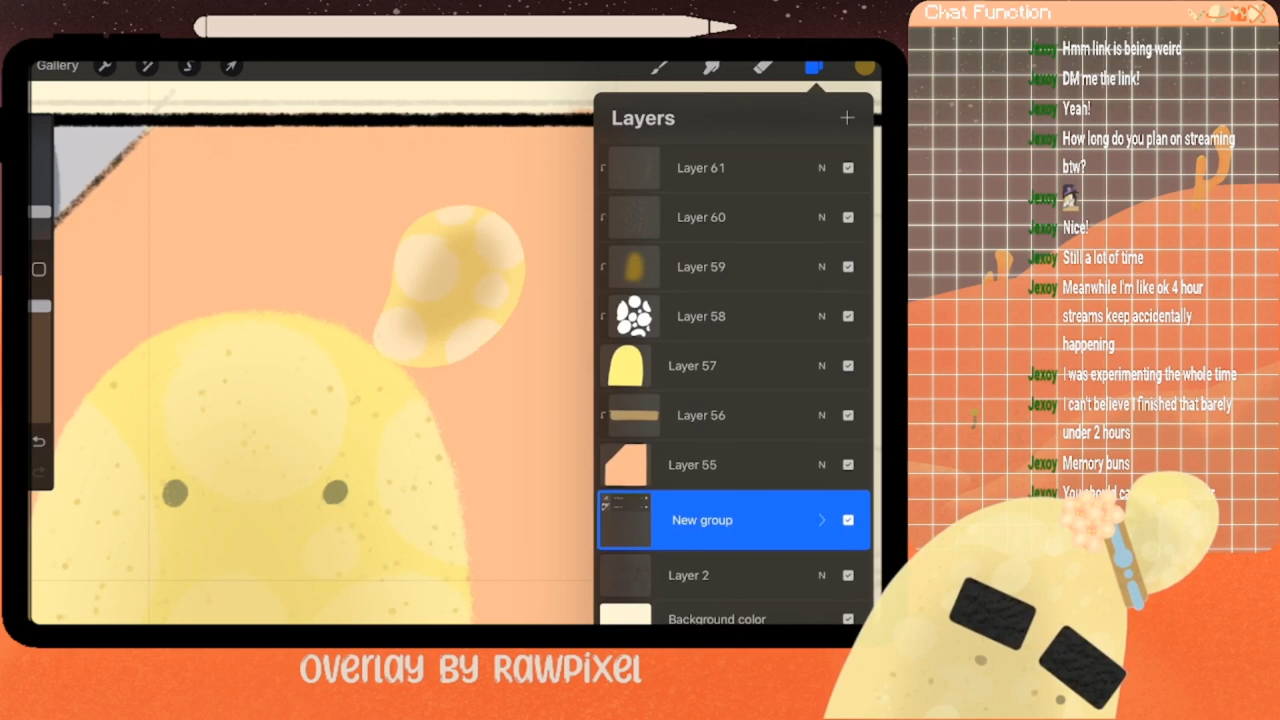 Chat Function
Gallery
Layers
Layer 61 N
Layer 60 N
Layer 59 N
Layer 58 N
Layer 57 N
Layer 56 N
Layer 55 N
New group
Layer 2 N
Background color
Jexoy Hmm link is being weird
Jexoy DM me the link!
Jexoy Yeah!
Jexoy How long do you plan on streaming
btw?
Jexoy
Jexoy Nice!
Jexoy Still a lot of time
Jexoy Meanwhile I'm like ok 4 hour
streams keep accidentally
happening
Jexoy I was experimenting the whole time
Jexoy I can't believe I finished that barely
under 2 hours
Jexoy Memory buns
Jexoy You should
Overlay by Rawpixel